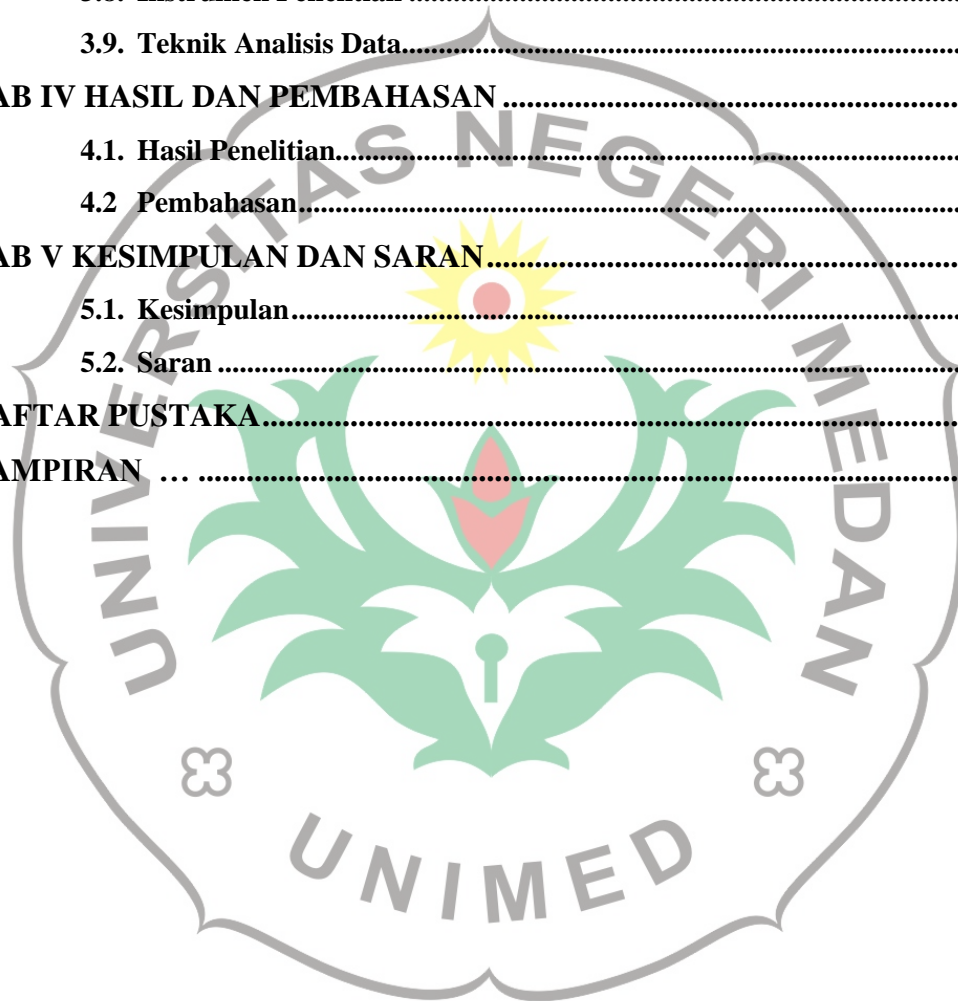 3.9. Teknik Analisis Data
AB IV HASIL DAN PEMBAHASAN
4.1. Hasil Penelitian
4.2 Pembahasan
AB V KESIMPULAN DAN SARAN
5.1. Kesimpulan
5.2. Saran
AFTAR PUSTAKA
AMPIRAN …
UNIVERSITAS NEGERI MEDAN
UNIMED